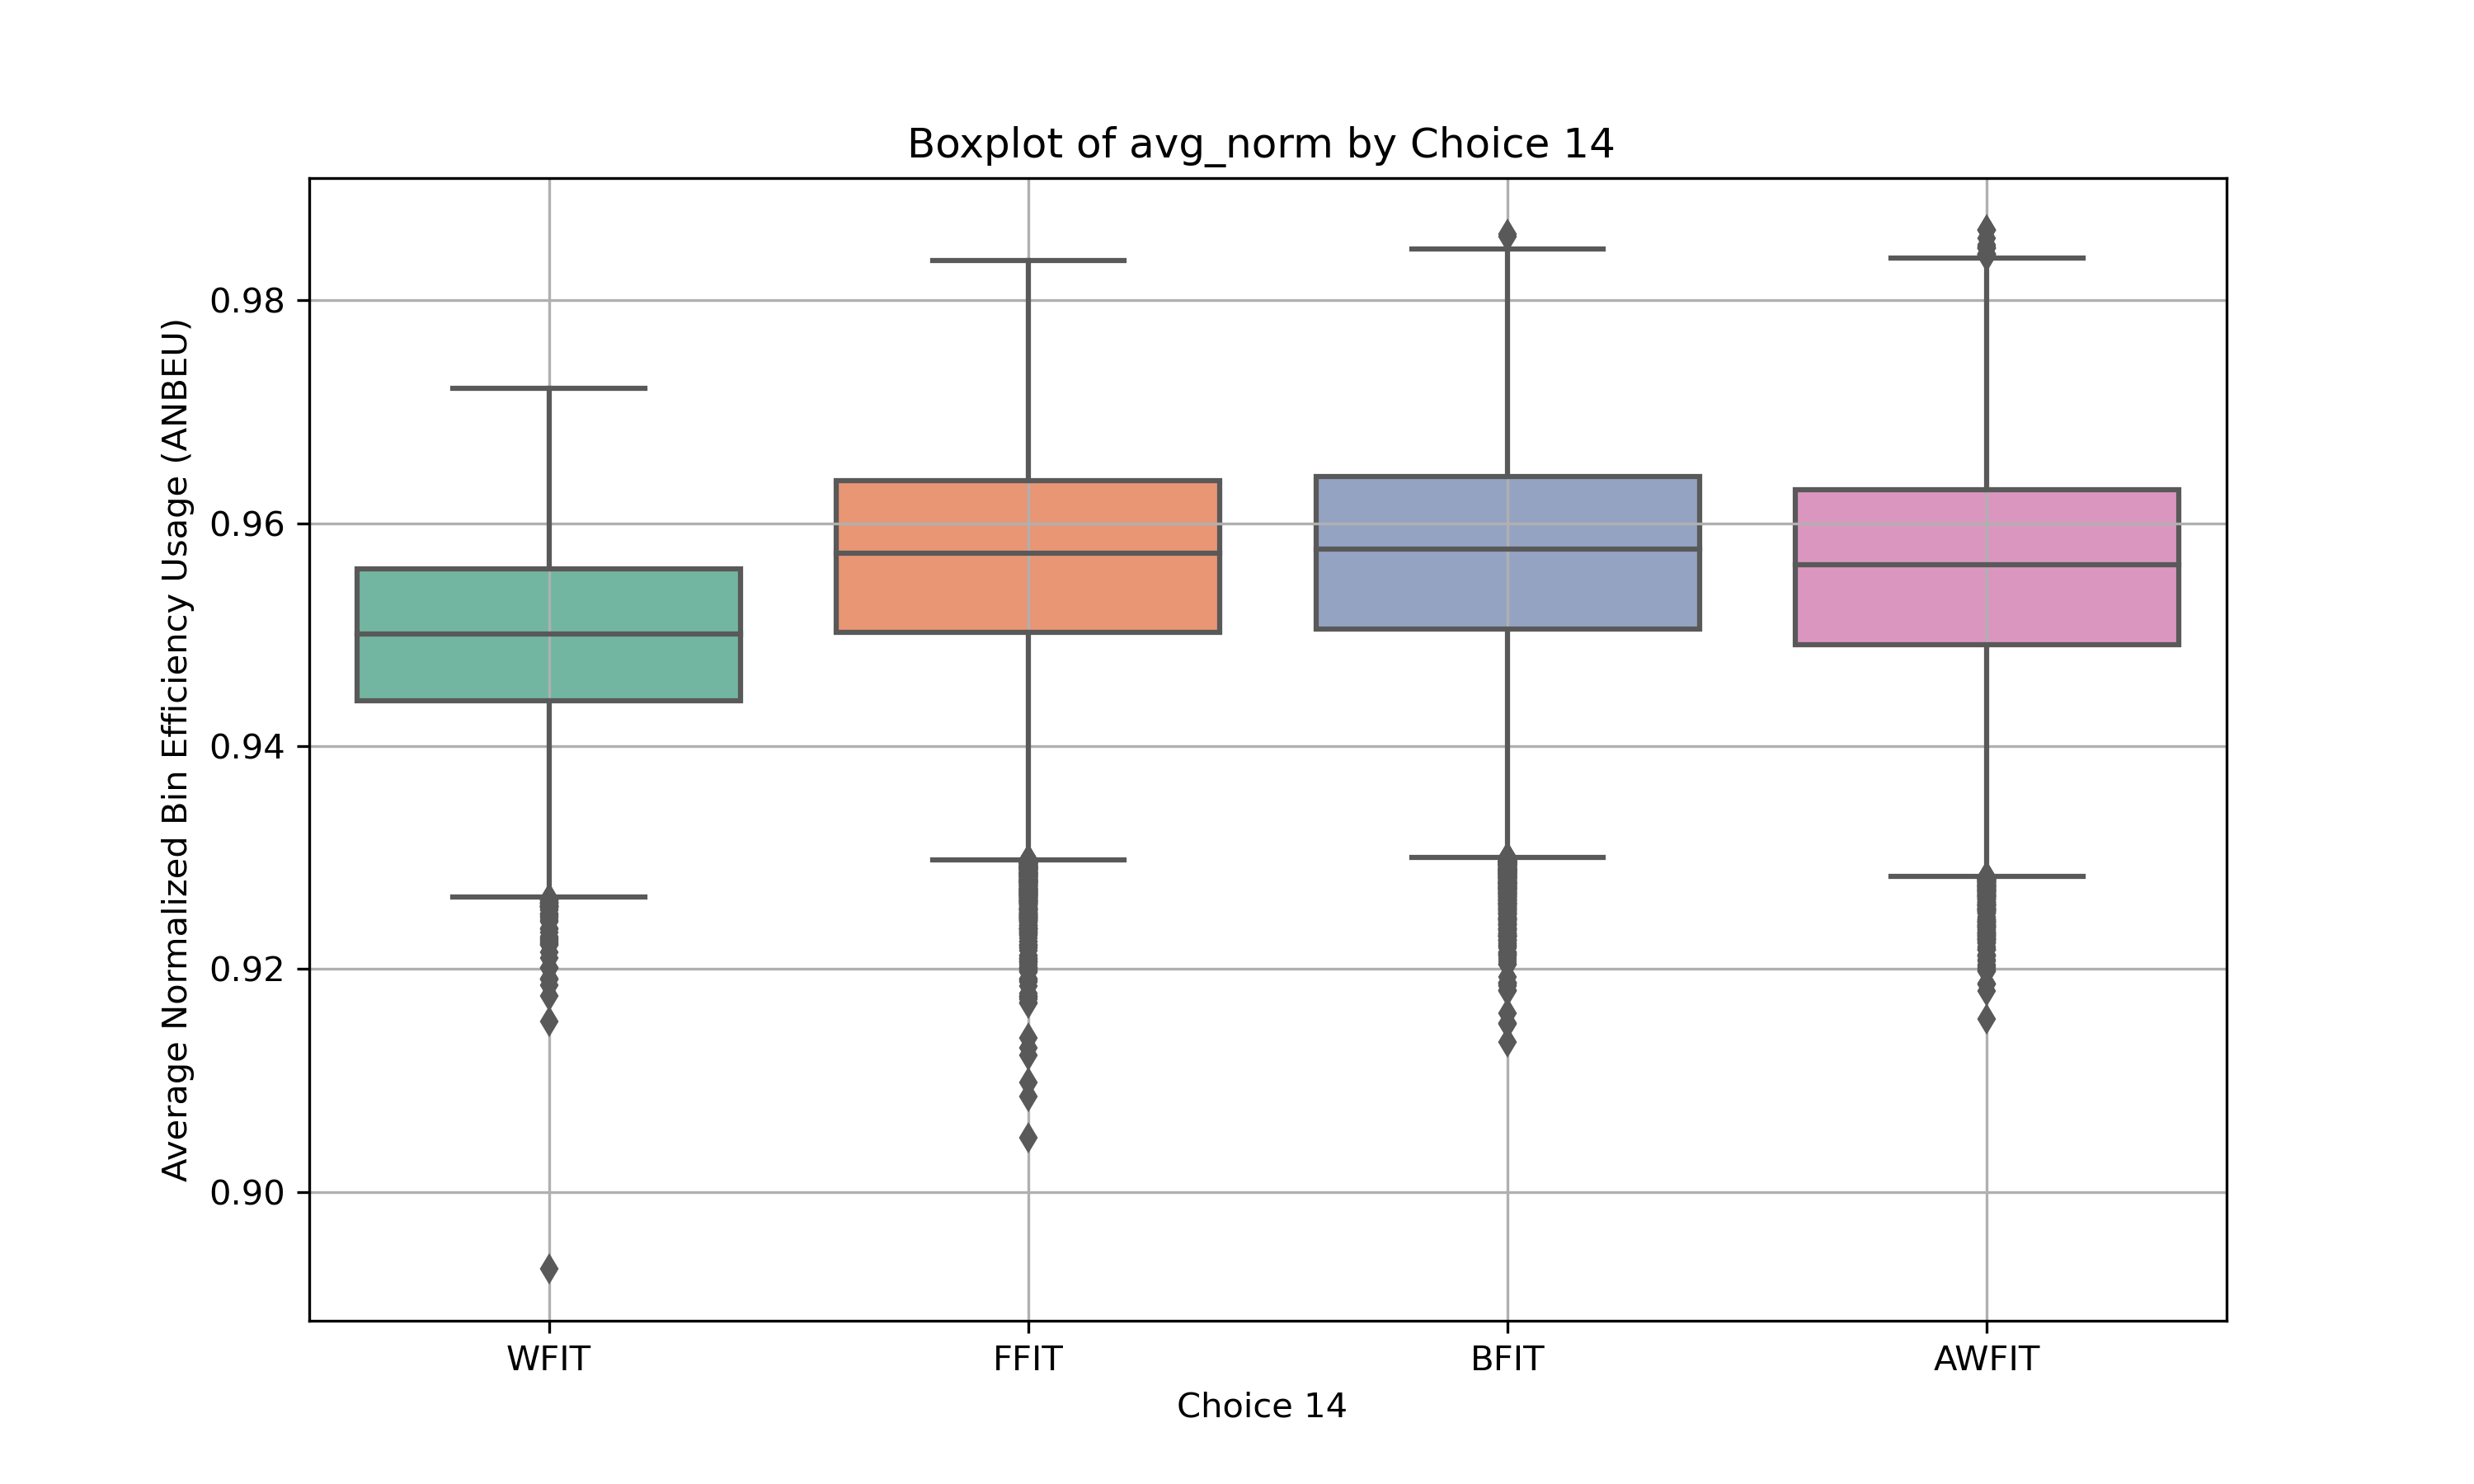 Boxplot of avg_norm by Choice 14
Average Normalized Bin Efficiency Usage (ANBEU)
0.98
0.96
0.94
0.92
0.90
WFIT
FFIT
BFIT
AWFIT
Choice 14